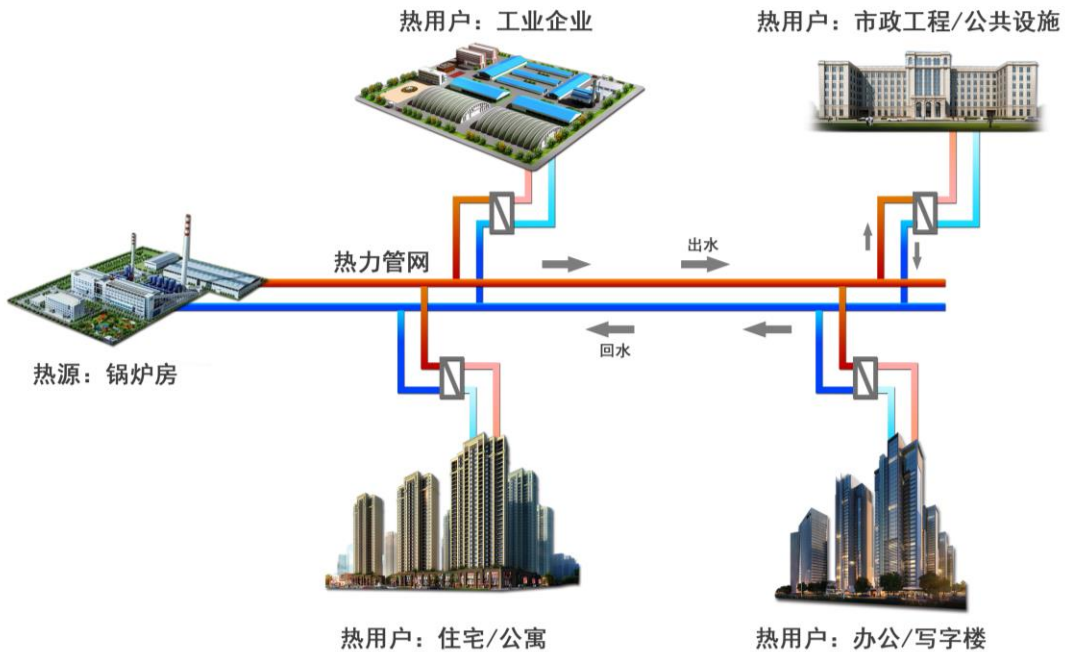 热用户：工业企业
热用户：市政工程/公共设施
热力管网
出水
回水
热源：锅炉房
热用户：住宅/公寓
热用户：办公/写字楼